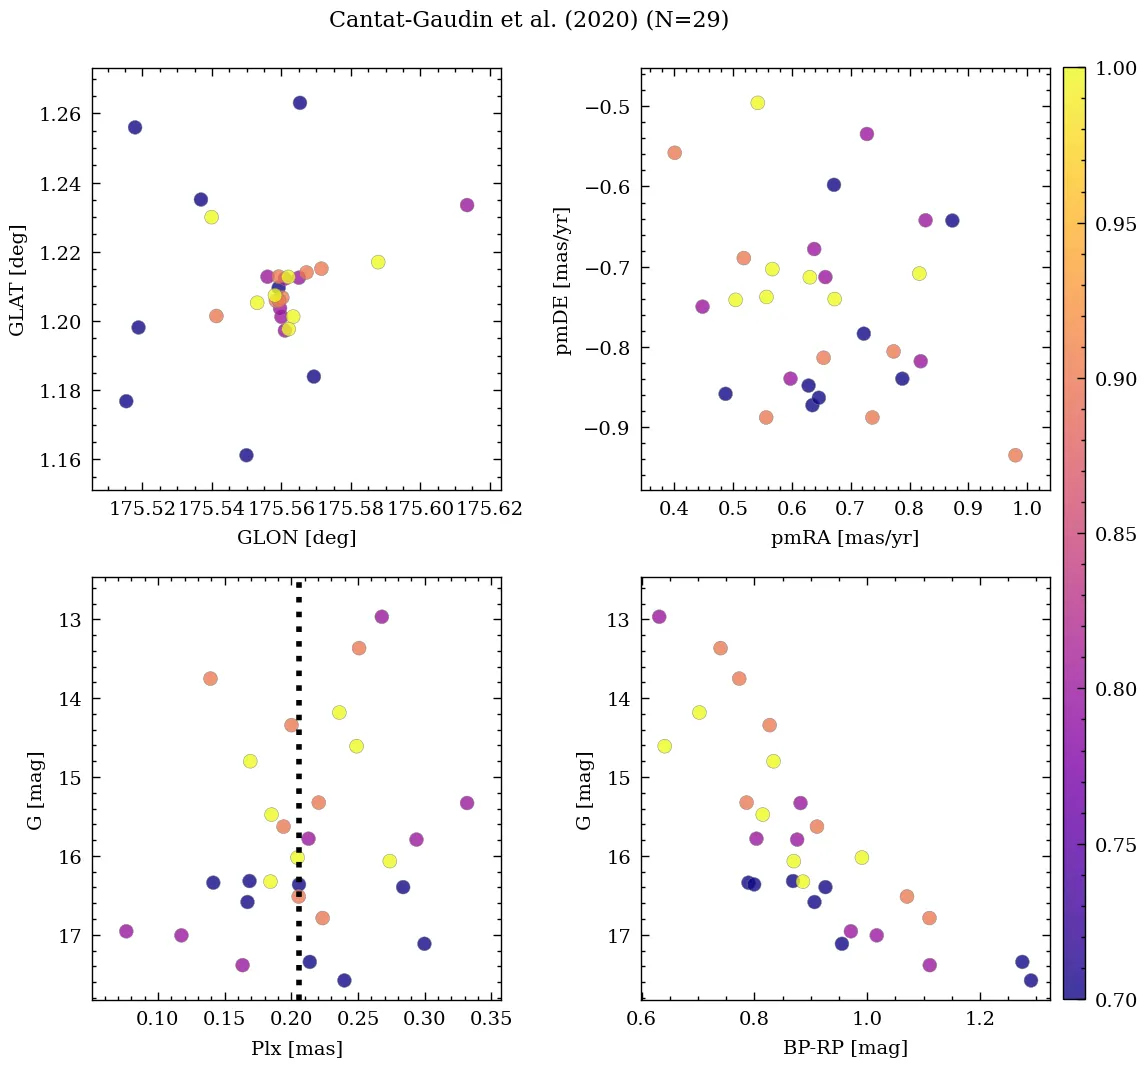 Cantat-Gaudin et al. (2020) (N=29)
1.26
1.24
1.22
1.20
1.18
1.16
GLAT [deg]
175.52 175.54 175.56 175.58 175.60 175.62
GLON [deg]
−0.5
−0.6
−0.7
−0.8
−0.9
pmDE [mas/yr]
0.4 0.5 0.6 0.7 0.8 0.9 1.0
pmRA [mas/yr]
13
14
15
16
17
G [mag]
0.10 0.15 0.20 0.25 0.30 0.35
Plx [mas]
13
14
15
16
17
G [mag]
0.6 0.8 1.0 1.2
BP-RP [mag]
1.00
0.95
0.90
0.85
0.80
0.75
0.70